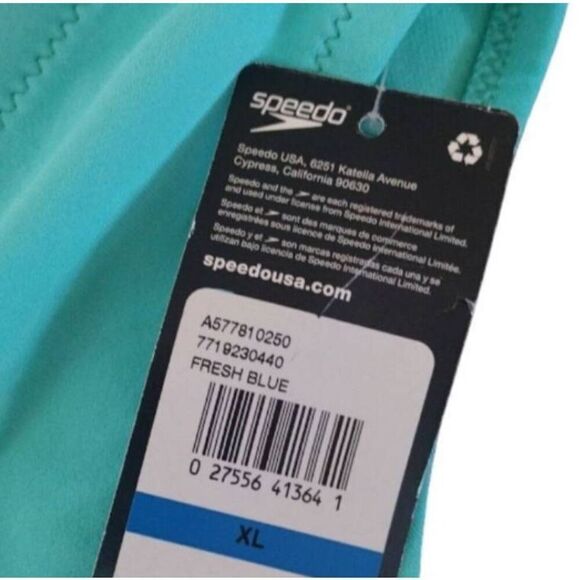 speedo
Speedo USA, 6251 Katella Avenue
Cypress, California 90630
Speedo and the are each registered trademarks of
and used under license from Speedo International Limited.
Speedo et sont des marques de commerce
enregistrées sous licence de Speedo International Limitée.
Speedo y et son marcas registradas cada una y se
utilizan bajo licencia de Speedo International Limited.
speedousa.com
A577810250
7719230440
FRESH BLUE
0 27556 41364 1
XL